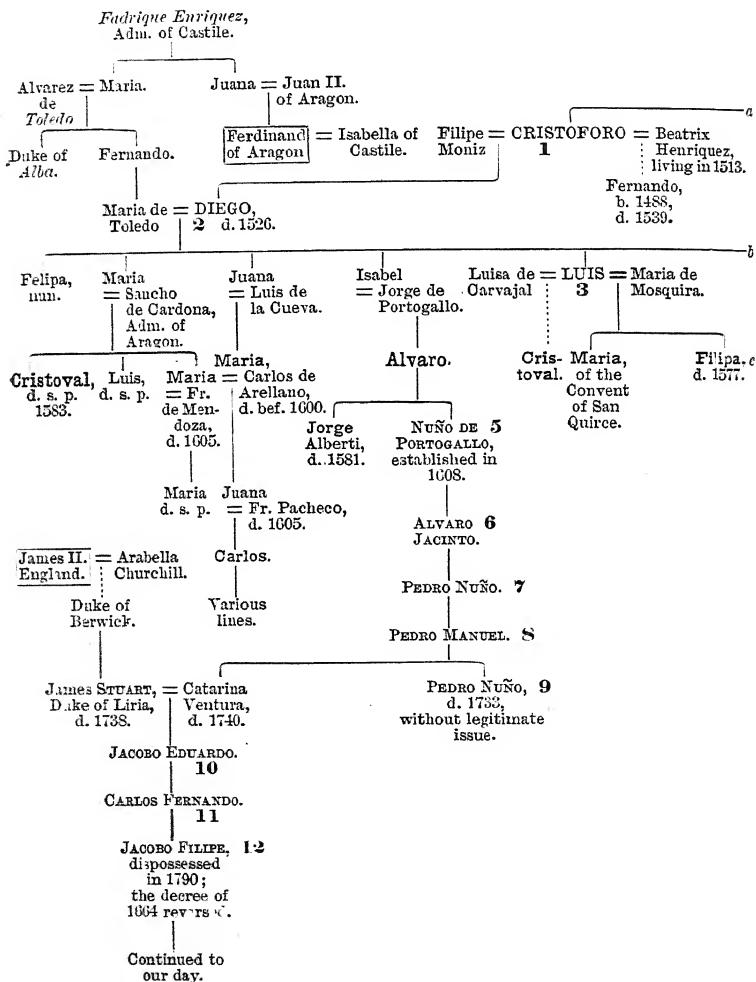 Fadrique Enriquez,
Adm. of Castile.
Alvarez = Maria.
de
Toledo
Juana = Juan II.
of Aragon.
a
Duke of
Alba.
Fernando.
Ferdinand
of Aragon
= Isabella of
Castile.
Filipe
Moniz
= CRISTOFORO =
1
Beatrix
Henriquez,
living in 1513.
Fernando,
b. 1488,
d. 1539.
Maria de
Toledo
= DIEGO,
2 d. 1526.
b
Felipa,
nun.
Maria
= Sancho
de Cardona,
Adm. of
Aragon.
Juana
= Luis de
la Cueva.
Isabel
= Jorge de
Portogallo.
Luisa de
Carvajal
= LUIS =
3
Maria de
Mosquira.
Cristoval,
d. s. p.
1583.
Luis,
d. s. p.
Maria
= Fr.
de Men-
doza,
d. 1605.
Maria,
= Carlos de
Arellano,
d. bef. 1600.
Alvaro.
Cris-
toval.
Maria,
of the
Convent
of San
Quirce.
Filipa, c
d. 1577.
Jorge
Alberti,
d. 1581.
NUÑO DE 5
PORTOGALLO,
established in
1608.
Maria
d. s. p.
Juana
= Fr. Pacheco,
d. 1605.
ALVARO 6
JACINTO.
James II.
England.
= Arabella
Churchill.
Carlos.
PEDRO NUÑO. 7
Duke of
Berwick.
Various
lines.
PEDRO MANUEL. 8
James STUART,
Duke of Liria,
d. 1738.
= Catarina
Ventura,
d. 1740.
PEDRO NUÑO, 9
d. 1733,
without legitimate
issue.
JACOBO EDUARDO.
10
CARLOS FERNANDO.
11
JACOBO FILIPE, 12
dispossessed
in 1790;
the decree of
1664
Continued to
our day.